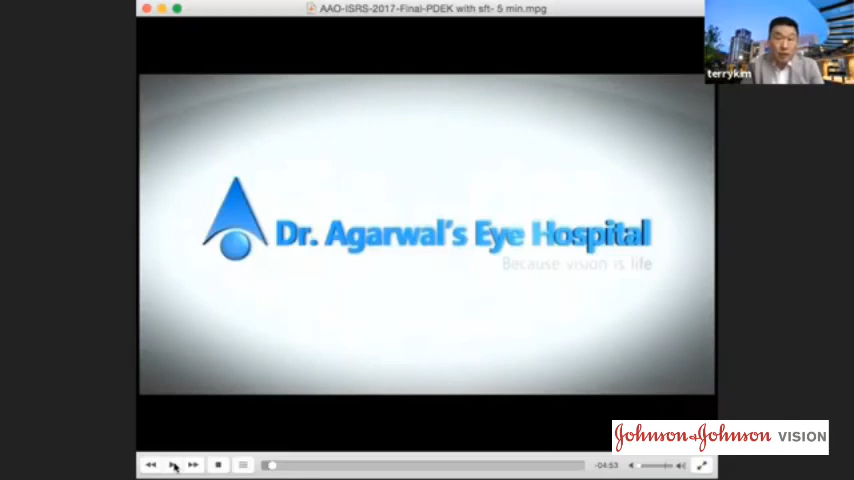 AAO-ISRS-2017-Final-PDEK with sft- 5 min.mpg
terrykim
Dr. Agarwal's Eye Hospital
Because vision is life
Johnson & Johnson VISION
-04:53